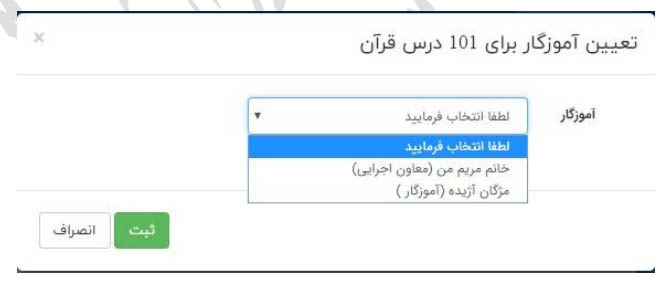 تعیین آموزگار برای 101 درس قرآن
×
آموزگار
لطفا انتخاب فرمایید
لطفا انتخاب فرمایید
خانم مریم من (معاون اجرایی)
مژگان آژیده (آموزگار )
ثبت
انصراف